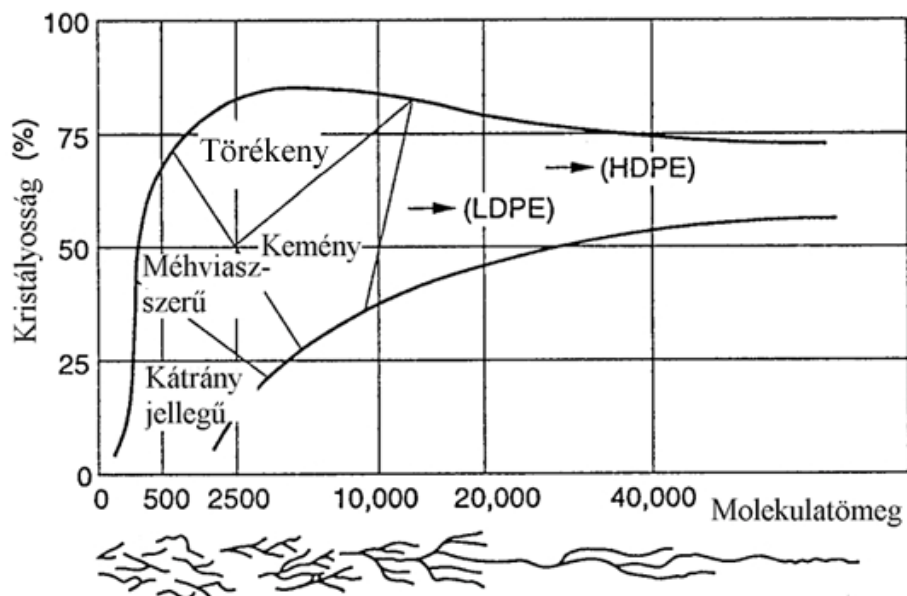 100
Kristályosság (%)
75
Törékeny
(HDPE)
(LDPE)
50
Kemény
Méhviasz-
szerű
25
Kátrány
jellegű
0
0 500 2500 10,000 20,000 40,000 Molekulatömeg